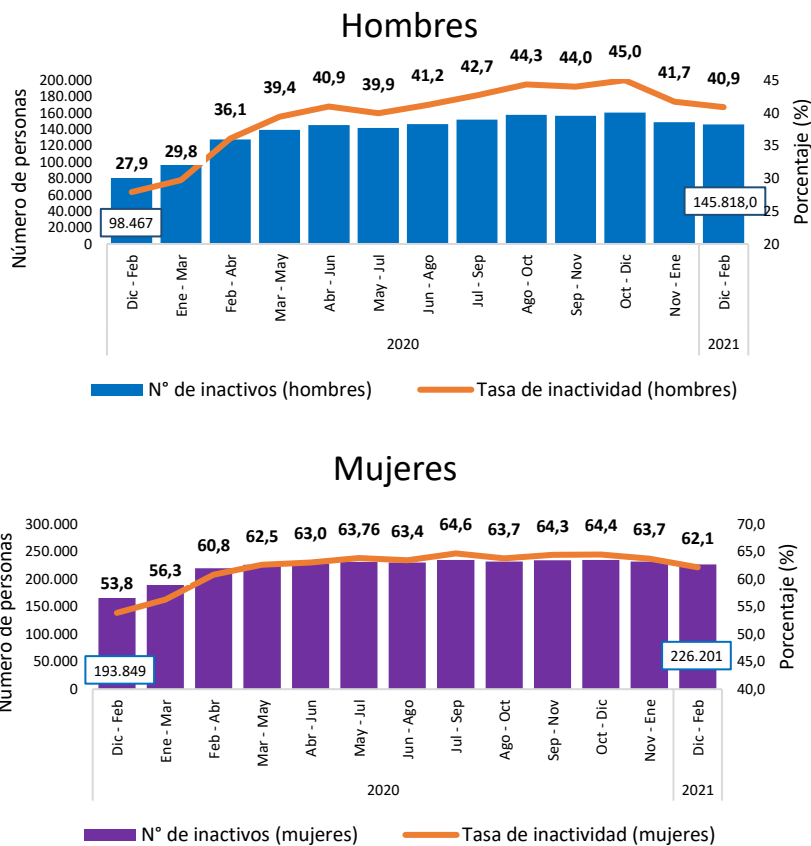 Hombres
27,9 29,8 36,1 39,4 40,9 39,9 41,2 42,7 44,3 44,0 45,0 41,7 40,9
Número de personas
200.000
180.000
160.000
140.000
120.000
100.000
80.000
60.000
40.000
20.000
0
98.467
145.818,0
45
40
35
30
25
20
Porcentaje (%)
Dic - Feb
Ene - Mar
Feb - Abr
Mar - May
Abr - Jun
May - Jul
Jun - Ago
Jul - Sep
Ago - Oct
Sep - Nov
Oct - Dic
Nov - Ene
Dic - Feb
2020 2021
N° de inactivos (hombres) Tasa de inactividad (hombres)
Mujeres
53,8 56,3 60,8 62,5 63,0 63,76 63,4 64,6 63,7 64,3 64,4 63,7 62,1
Número de personas
300.000
250.000
200.000
150.000
100.000
50.000
0
193.849
226.201
70,0
65,0
60,0
55,0
50,0
45,0
40,0
Porcentaje (%)
Dic - Feb
Ene - Mar
Feb - Abr
Mar - May
Abr - Jun
May - Jul
Jun - Ago
Jul - Sep
Ago - Oct
Sep - Nov
Oct - Dic
Nov - Ene
Dic - Feb
2020 2021
N° de inactivos (mujeres) Tasa de inactividad (mujeres)